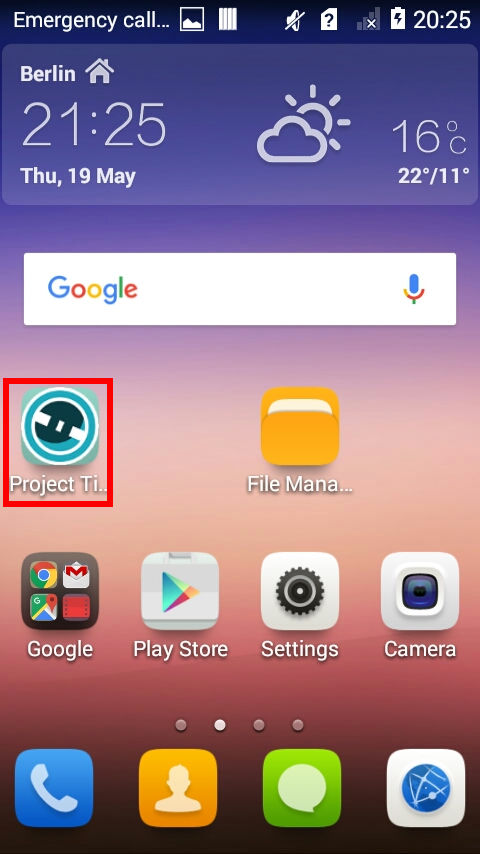 Emergency call... 20:25
Berlin
21:25
16°C
Thu, 19 May 22°/11°
Google
Project Ti... File Mana...
Google Play Store Settings Camera